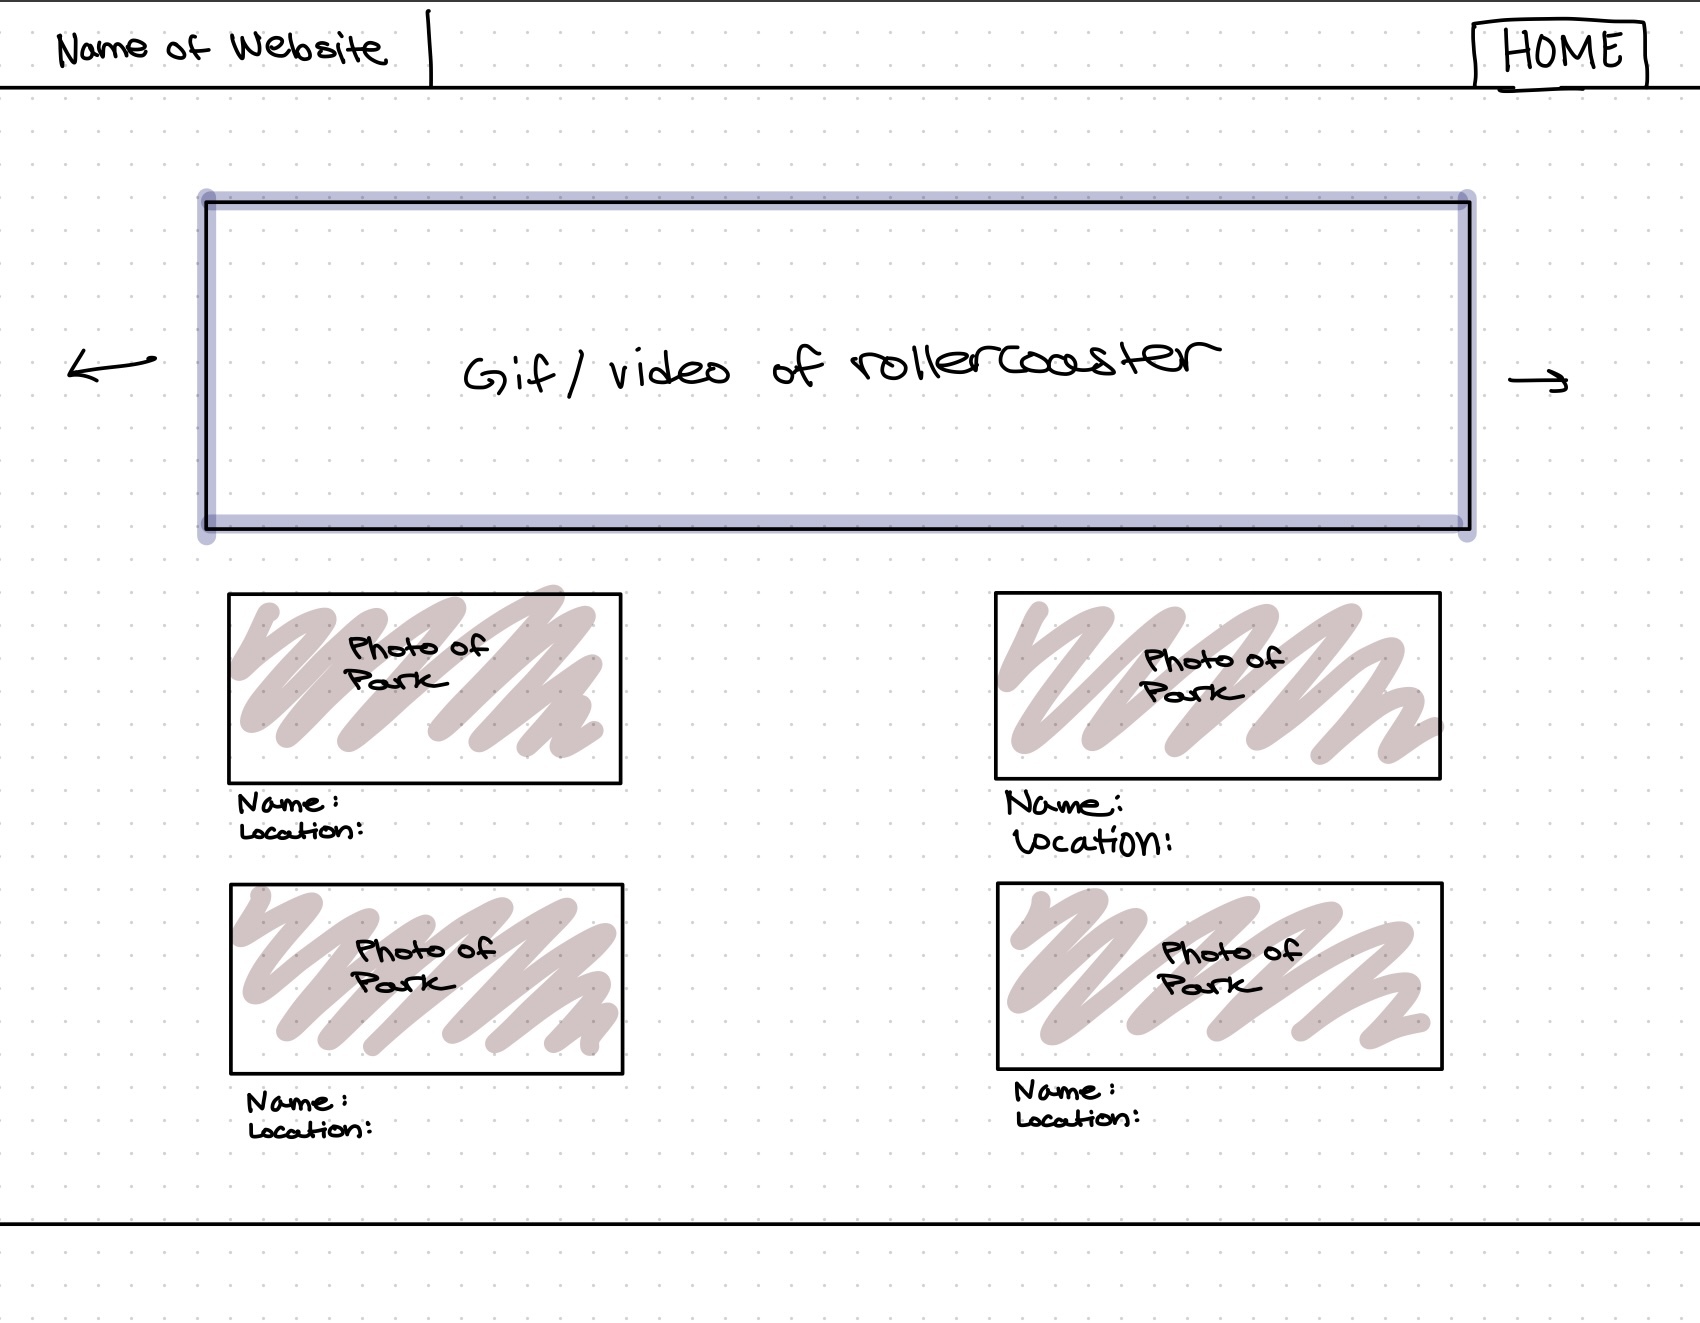 Name of Website
HOME
Gif/ video of rollercoaster
Photo of
Park
Name:
Location:
Photo of
Park
Name:
Location:
Photo of
Park
Name:
Location:
Photo of
Park
Name:
Location: